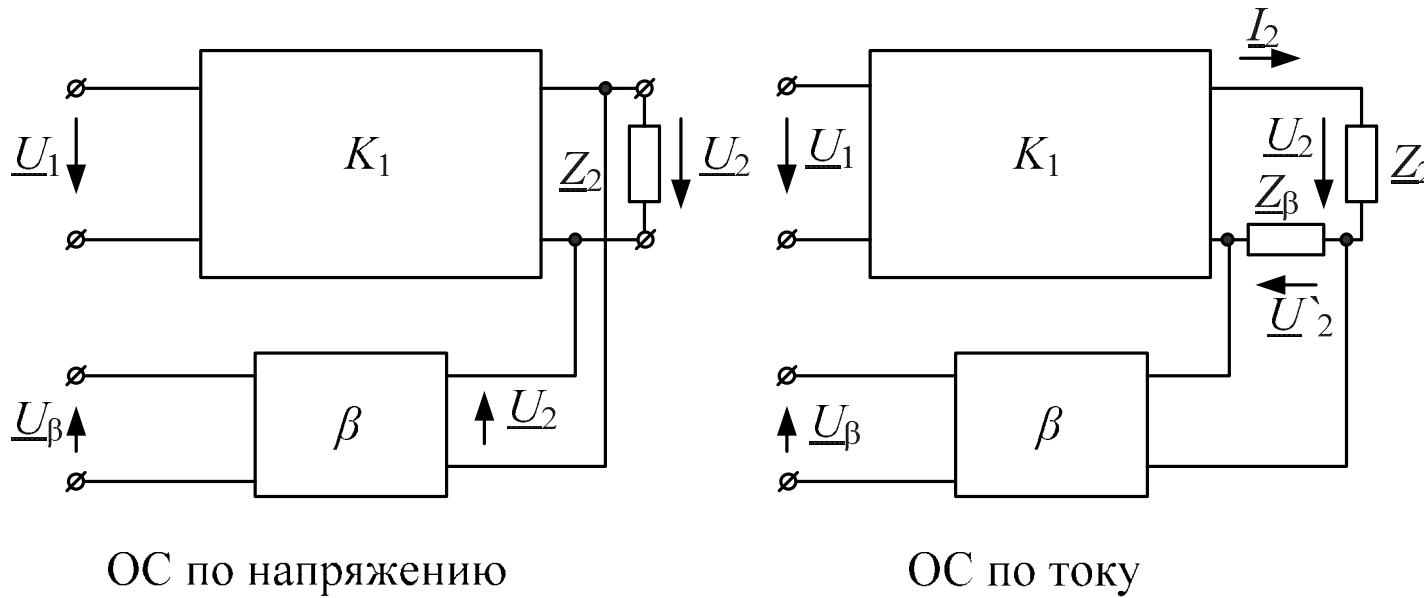 I2
U1 K1 Z2 U2
U1 K1 U2 Zβ Z2
U`2
Uβ β U2
Uβ β
ОС по напряжению
ОС по току